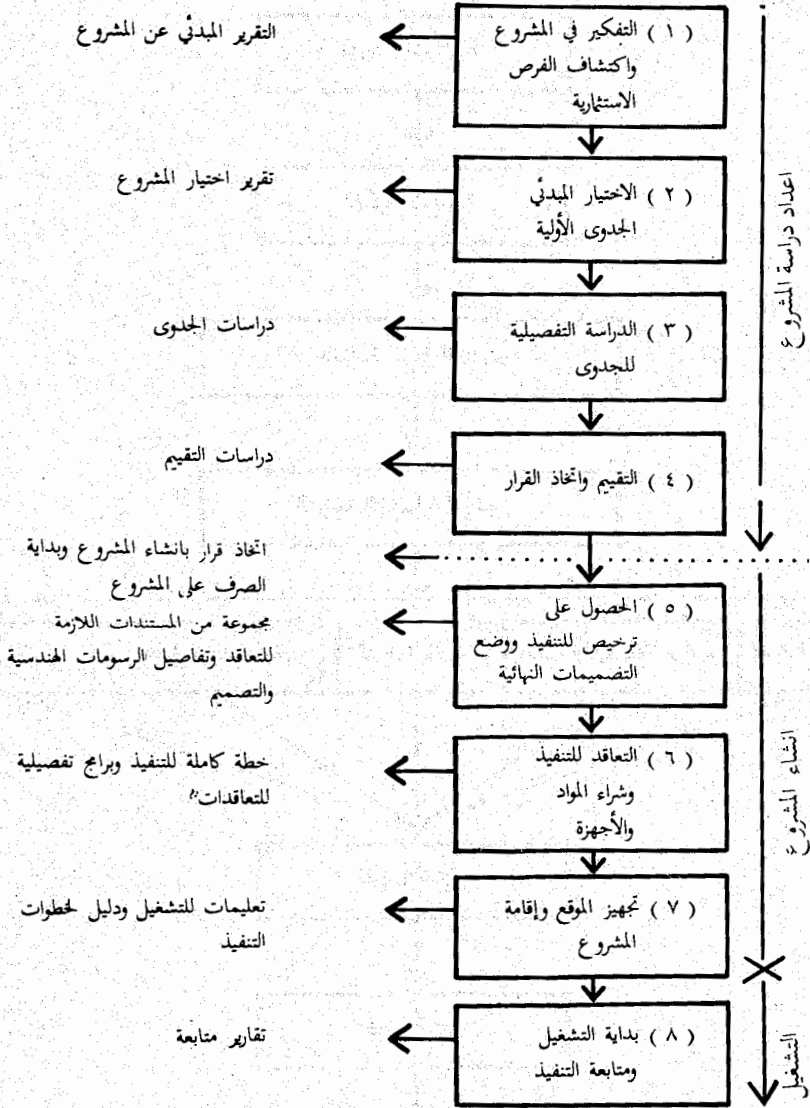 ( ١ ) التفكير في المشروع
واكتشاف الفرص
الاستثمارية
التقرير المبدئي عن المشروع
( ٢ ) الاختيار المبدئي
الجدوى الأولية
تقرير اختيار المشروع
( ٣ ) الدراسة التفصيلية
للجدوى
دراسات الجدوى
( ٤ ) التقييم واتخاذ القرار
دراسات التقييم
اعداد دراسة المشروع
اتخاذ قرار بانشاء المشروع وبداية
الصرف على المشروع
( ٥ ) الحصول على
ترخيص للتنفيذ ووضع
التضميمات النهائية
مجموعة من المستندات اللازمة
للتعاقد وتفاصيل الرسومات الهندسية
والتصميم
( ٦ ) التعاقد للتنفيذ
وشراء المواد
والأجهزة
خطة كاملة للتنفيذ وبرامج تفصيلية
للتعاقدات
( ٧ ) تجهيز الموقع وإقامة
المشروع
تعليمات للتشغيل ودليل لخطوات
التنفيذ
انشاء المشروع
( ٨ ) بداية التشغيل
ومتابعة التنفيذ
تقارير متابعة
التشغيل